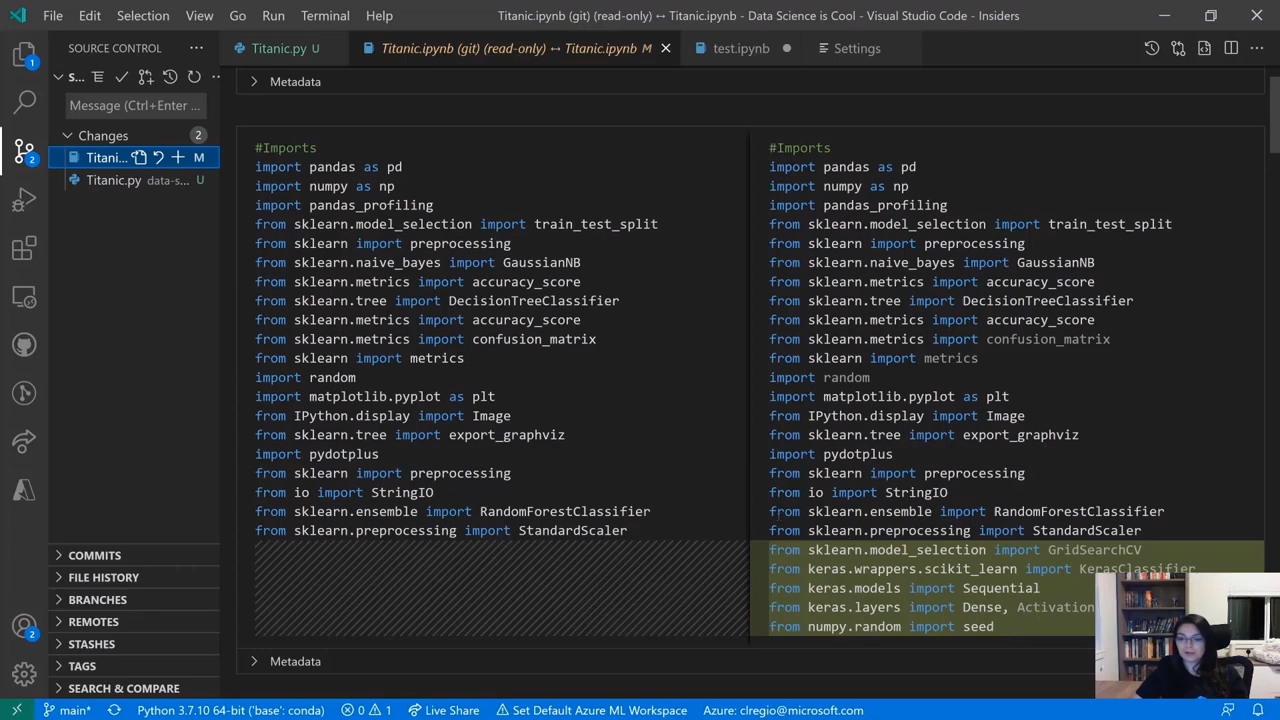 File Edit Selection View Go Run Terminal Help Titanic.ipynb (git) (read-only) ↔ Titanic.ipynb - Data Science is Cool - Visual Studio Code - Insiders
SOURCE CONTROL ···
Titanic.py U
Titanic.ipynb (git) (read-only) ↔ Titanic.ipynb M
test.ipynb
Settings
S...
Message (Ctrl+Enter ...
Changes 2
Titani... M
Titanic.py data-s... U
COMMITS
FILE HISTORY
BRANCHES
REMOTES
STASHES
TAGS
SEARCH & COMPARE
1
2
2
Metadata
#Imports
import pandas as pd
import numpy as np
import pandas_profiling
from sklearn.model_selection import train_test_split
from sklearn import preprocessing
from sklearn.naive_bayes import GaussianNB
from sklearn.metrics import accuracy_score
from sklearn.tree import DecisionTreeClassifier
from sklearn.metrics import accuracy_score
from sklearn.metrics import confusion_matrix
from sklearn import metrics
import random
import matplotlib.pyplot as plt
from IPython.display import Image
from sklearn.tree import export_graphviz
import pydotplus
from sklearn import preprocessing
from io import StringIO
from sklearn.ensemble import RandomForestClassifier
from sklearn.preprocessing import StandardScaler
#Imports
import pandas as pd
import numpy as np
import pandas_profiling
from sklearn.model_selection import train_test_split
from sklearn import preprocessing
from sklearn.naive_bayes import GaussianNB
from sklearn.metrics import accuracy_score
from sklearn.tree import DecisionTreeClassifier
from sklearn.metrics import accuracy_score
from sklearn.metrics import confusion_matrix
from sklearn import metrics
import random
import matplotlib.pyplot as plt
from IPython.display import Image
from sklearn.tree import export_graphviz
import pydotplus
from sklearn import preprocessing
from io import StringIO
from sklearn.ensemble import RandomForestClassifier
from sklearn.preprocessing import StandardScaler
from sklearn.model_selection import GridSearchCV
from keras.wrappers.scikit_learn import KerasClassifier
from keras.models import Sequential
from keras.layers import Dense, Activation
from numpy.random import seed
Metadata
main* Python 3.7.10 64-bit ('base': conda) 0 1 Live Share Set Default Azure ML Workspace Azure: clregio@microsoft.com